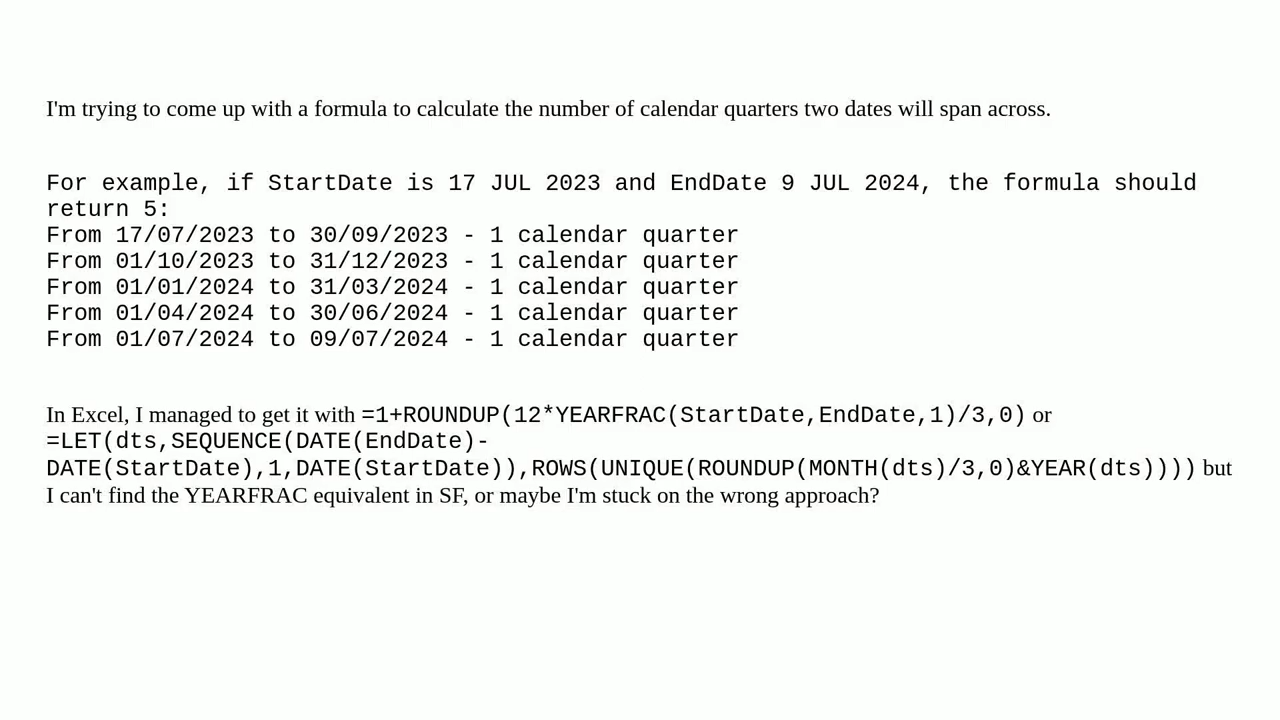 I'm trying to come up with a formula to calculate the number of calendar quarters two dates will span across.
For example, if StartDate is 17 JUL 2023 and EndDate 9 JUL 2024, the formula should
return 5:
From 17/07/2023 to 30/09/2023 - 1 calendar quarter
From 01/10/2023 to 31/12/2023 - 1 calendar quarter
From 01/01/2024 to 31/03/2024 - 1 calendar quarter
From 01/04/2024 to 30/06/2024 - 1 calendar quarter
From 01/07/2024 to 09/07/2024 - 1 calendar quarter
In Excel, I managed to get it with =1+ROUNDUP(12*YEARFRAC(StartDate,EndDate,1)/3,0) or
=LET(dts,SEQUENCE(DATE(EndDate)-
DATE(StartDate),1,DATE(StartDate)),ROWS(UNIQUE(ROUNDUP(MONTH(dts)/3,0)&YEAR(dts)))) but
I can't find the YEARFRAC equivalent in SF, or maybe I'm stuck on the wrong approach?